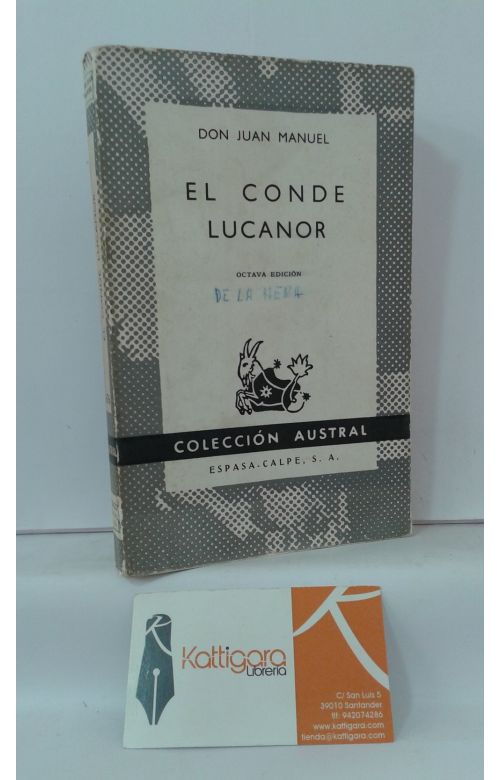 DON JUAN MANUEL
EL CONDE
LUCANOR
OCTAVA EDICIÓN
DE LA HERA
COLECCIÓN AUSTRAL
ESPASA-CALPE, S. A.
Kattigara
Librería
C/ San Luis 5
39010 Santander
tlf: 942074286
www.kattigara.com
tienda@kattigara.com